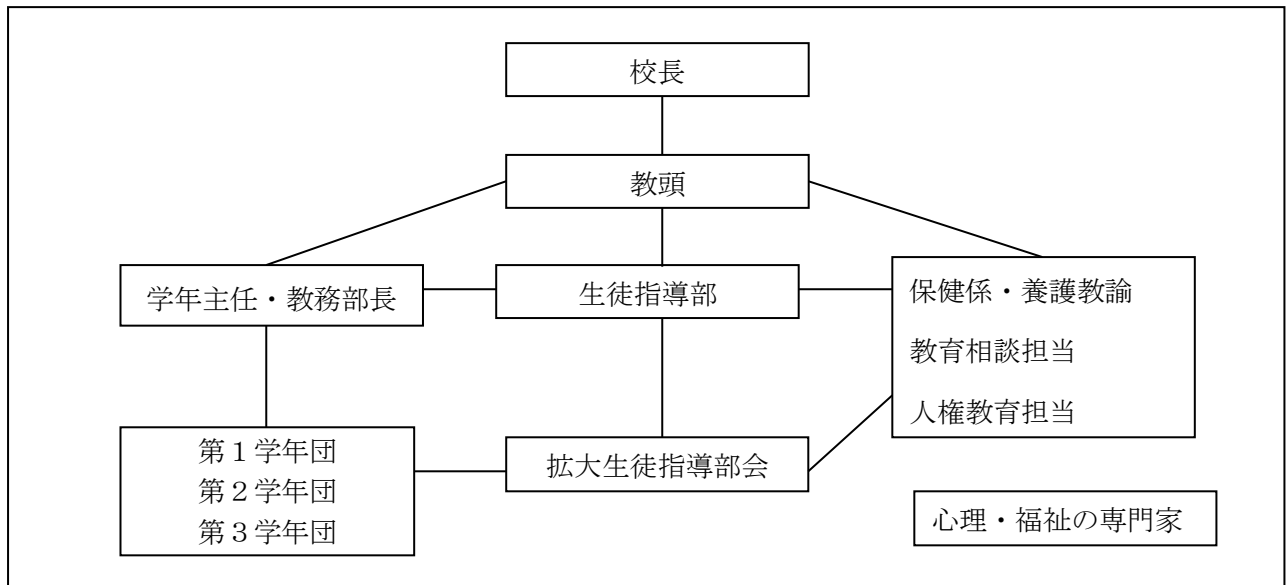 校長
教頭
学年主任・教務部長
生徒指導部
保健係・養護教諭
教育相談担当
人権教育担当
第１学年団
第２学年団
第３学年団
拡大生徒指導部会
心理・福祉の専門家